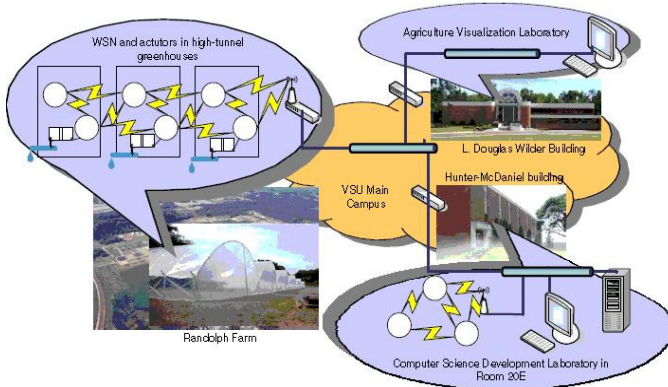 WSN and actutors in high-tunnel
greenhouses
Agriculture Visualization Laboratory
L. Douglas Wilder Building
Hunter-McDaniel building
VSU Main
Campus
Randolph Farm
Computer Science Development Laboratory in
Room 20E